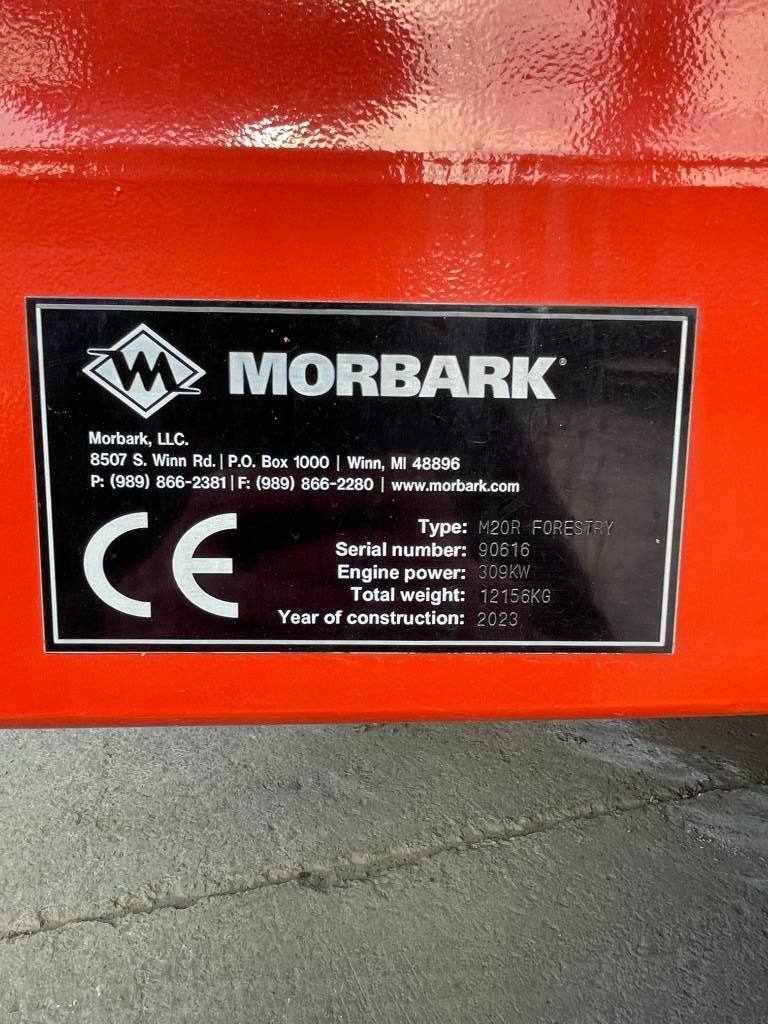 MORBARK®
Morbark, LLC.
8507 S. Winn Rd. | P.O. Box 1000 | Winn, MI 48896
P: (989) 866-2381 | F: (989) 866-2280 | www.morbark.com
CE
Type: M20R FORESTRY
Serial number: 90616
Engine power: 309KW
Total weight: 12156KG
Year of construction: 2023